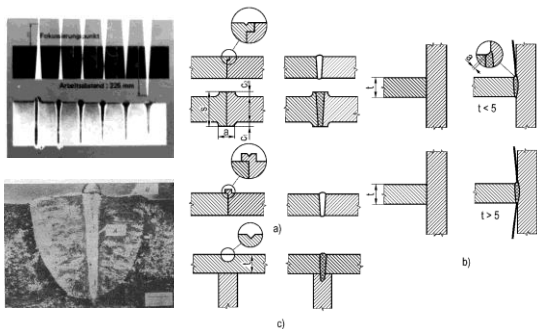 Fokussierungspunkt
Arbeitsabstand : 226 mm
S
B
C
C
t
a)
t
c)
t
t < 5
t
t > 5
b)